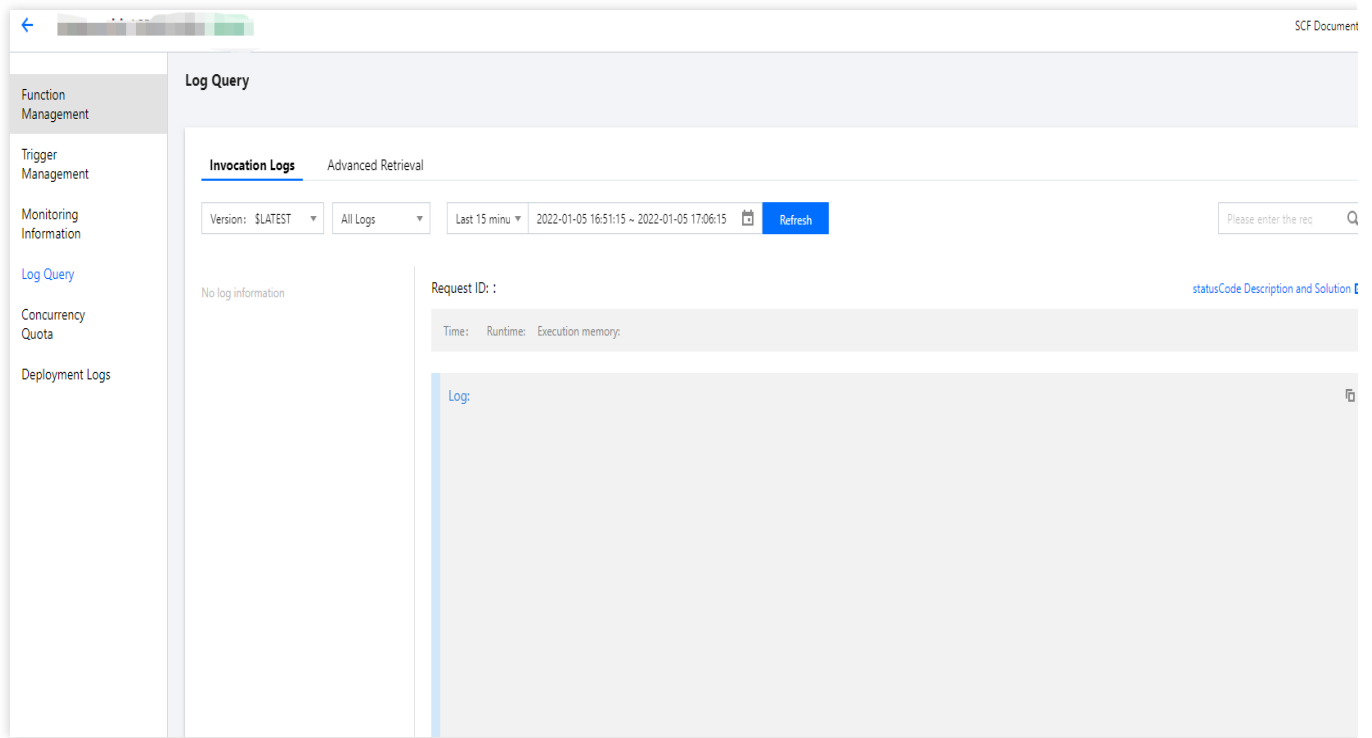 SCF Document
Function
Management
Trigger
Management
Monitoring
Information
Log Query
Concurrency
Quota
Deployment Logs
Log Query
Invocation Logs Advanced Retrieval
Version: $LATEST All Logs Last 15 minu 2022-01-05 16:51:15 ~ 2022-01-05 17:06:15 Refresh Please enter the rec
No log information
Request ID: : statusCode Description and Solution
Time: Runtime: Execution memory:
Log: